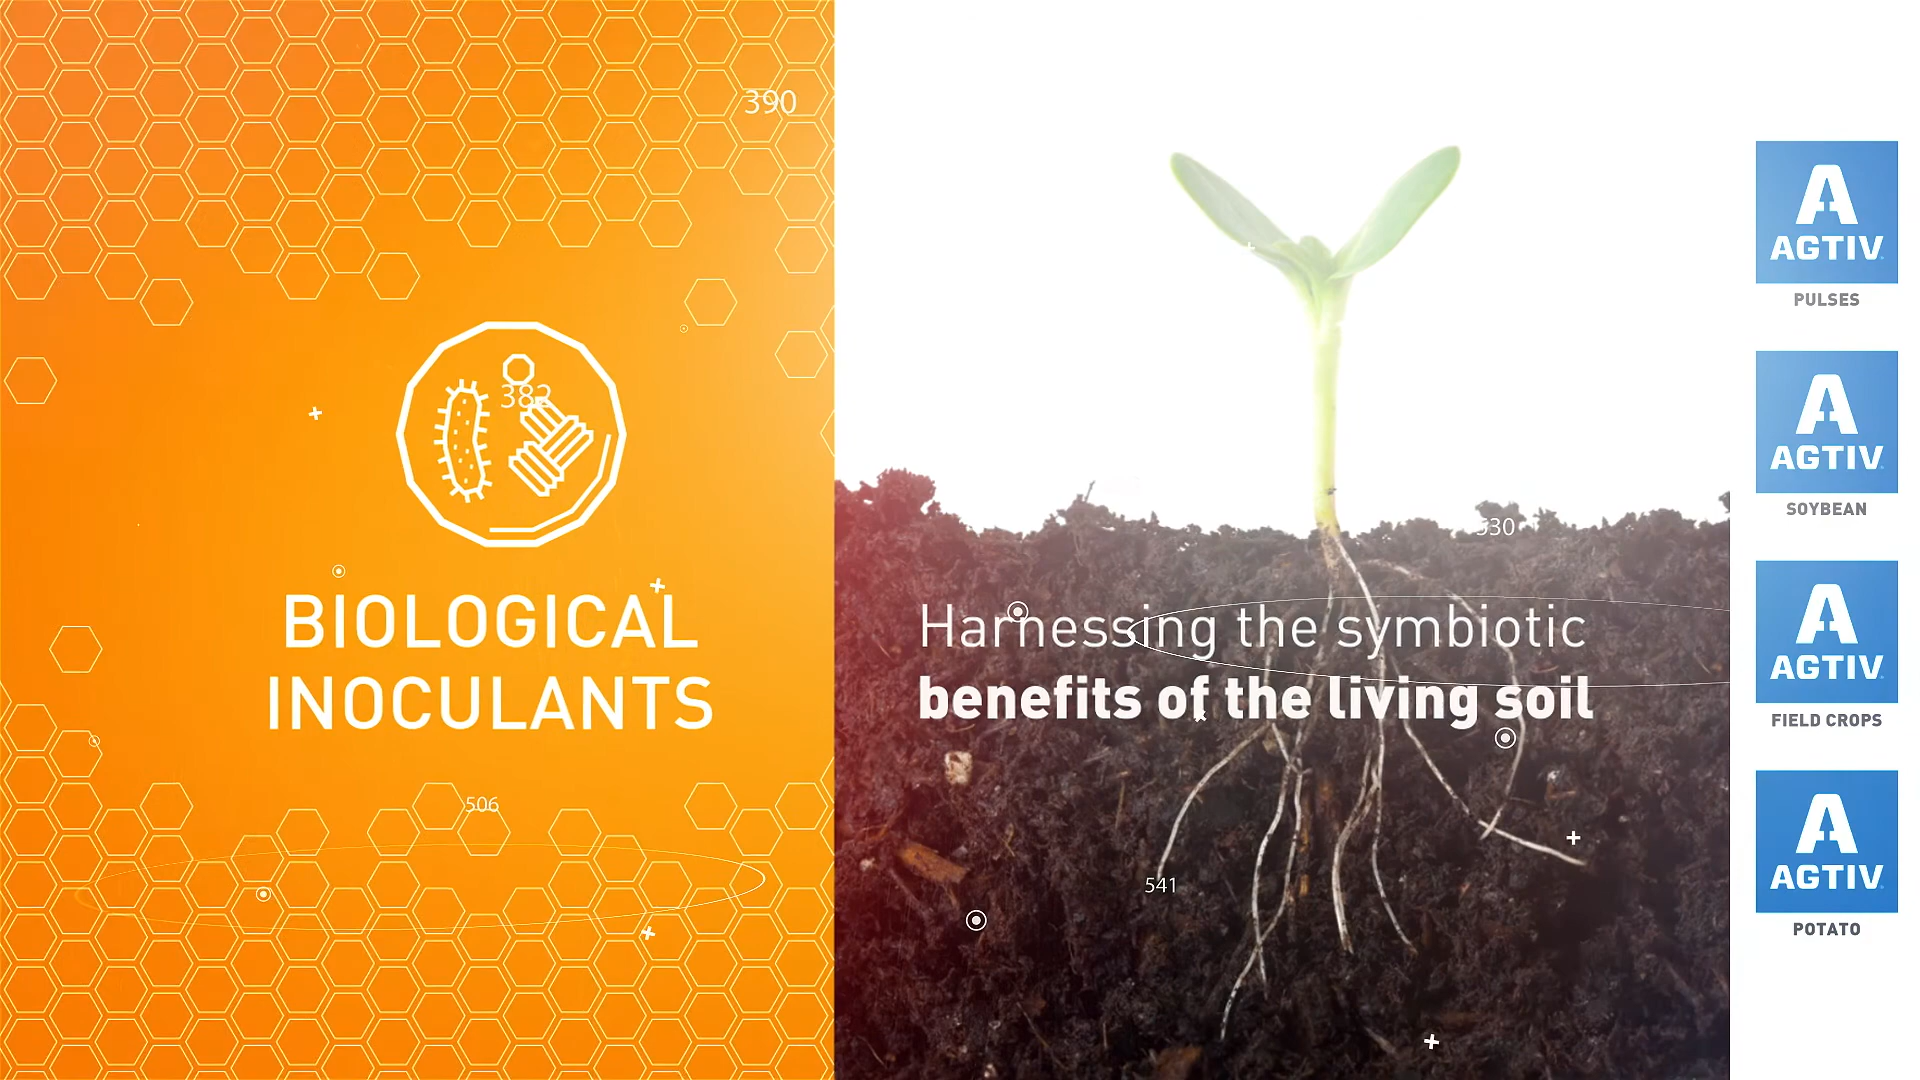 390
382
BIOLOGICAL
INOCULANTS
506
530
Harnessing the symbiotic
benefits of the living soil
541
A
AGTIV
PULSES
A
AGTIV
SOYBEAN
A
AGTIV
FIELD CROPS
A
AGTIV
POTATO